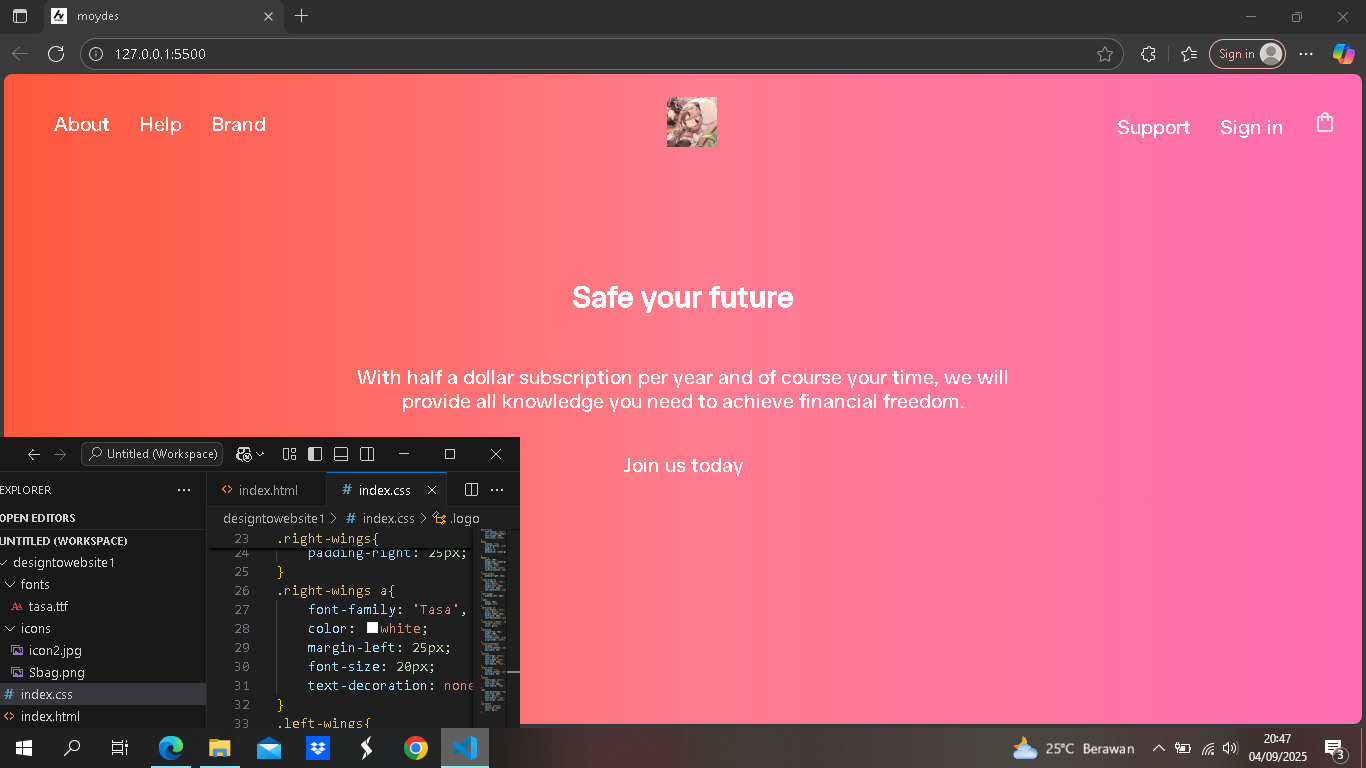 moydes
127.0.0.1:5500
Sign in
About Help Brand
Support Sign in
Safe your future
With half a dollar subscription per year and of course your time, we will
provide all knowledge you need to achieve financial freedom.
Join us today
Untitled (Workspace)
EXPLORER
index.html
# index.css
OPEN EDITORS
designtowebsite1 > # index.css > .logo
UNTITLED (WORKSPACE)
23 .right-wings{
designtowebsite1
24 padding-right: 25px;
25 }
fonts
26 .right-wings a{
tasa.ttf
27 font-family: 'Tasa',
icons
28 color: white;
icon2.jpg
29 margin-left: 25px;
Sbag.png
30 font-size: 20px;
# index.css
31 text-decoration: none
32 }
index.html
33 .left-wings{
25°C Berawan
20:47
04/09/2025
3